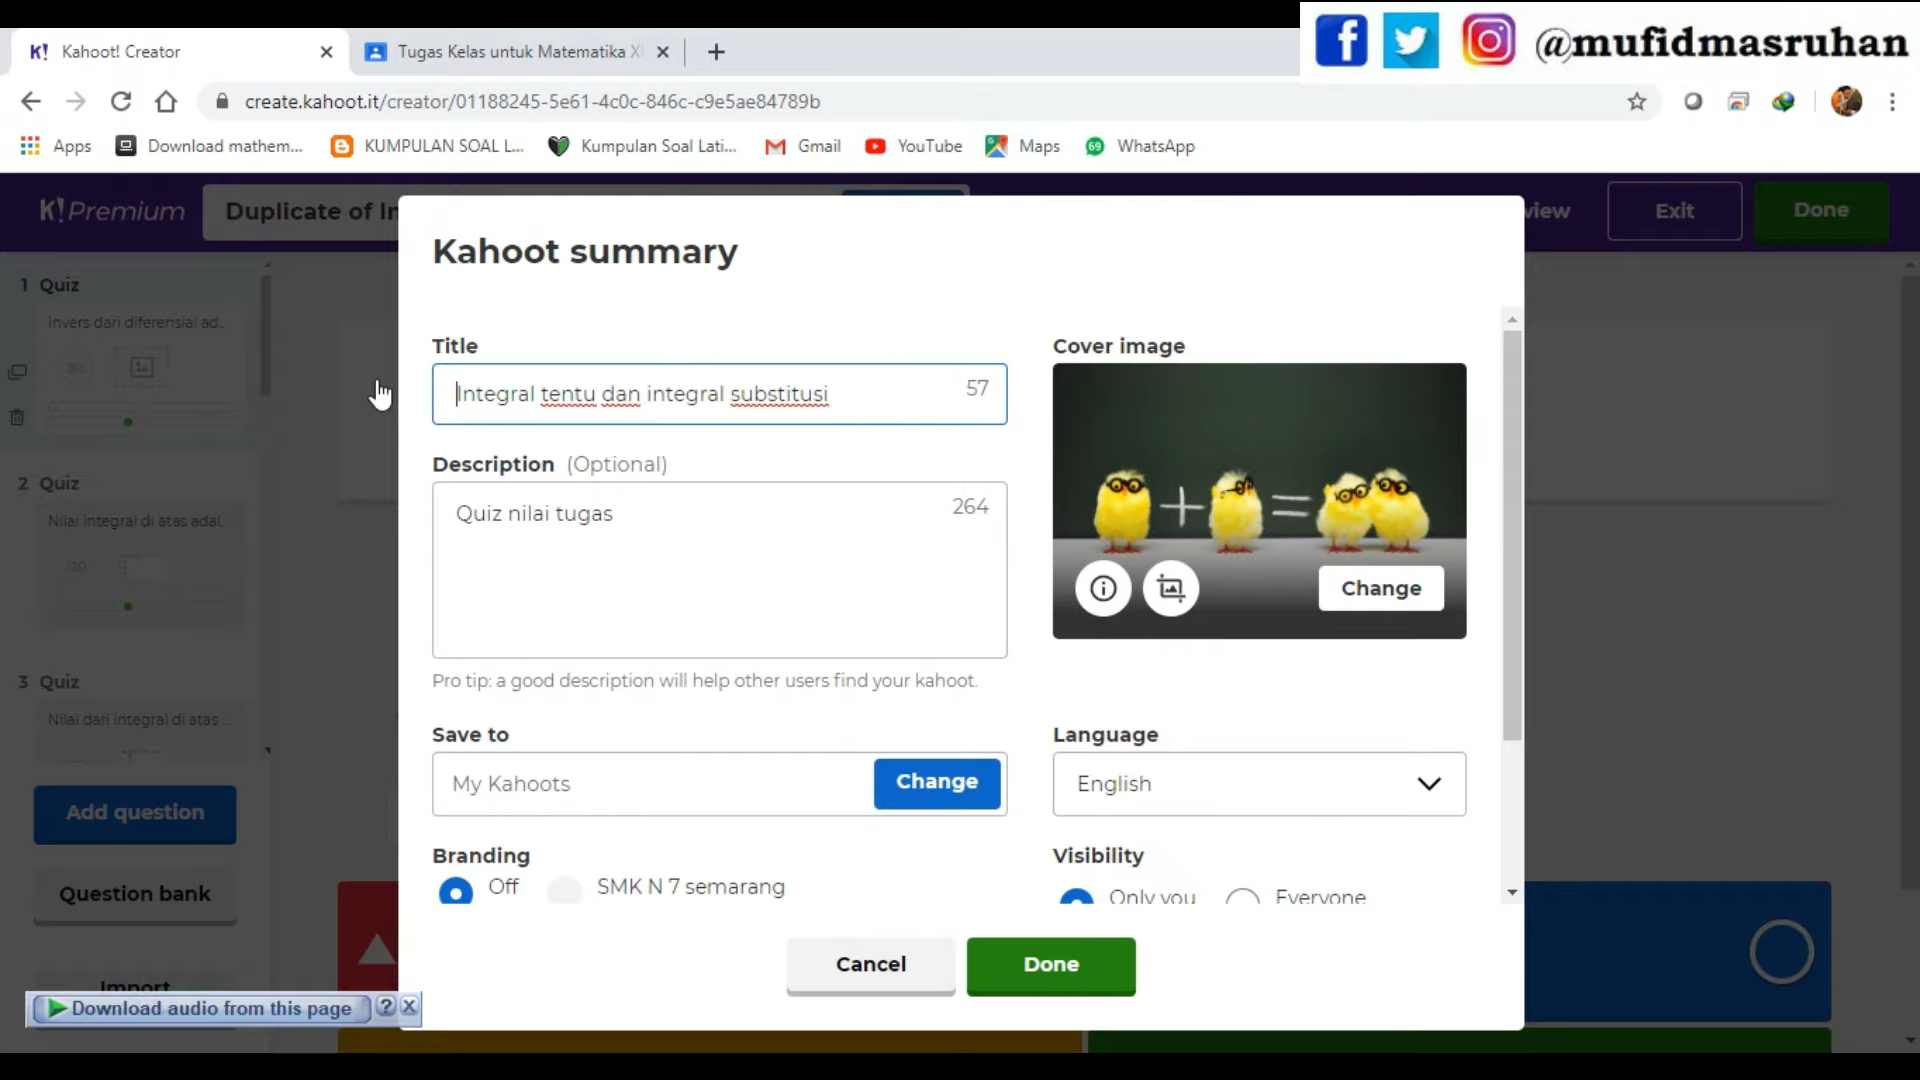 @mufidmasruhan
K! Kahoot! Creator
Tugas Kelas untuk Matematika X
create.kahoot.it/creator/01188245-5e61-4c0c-846c-c9e5ae84789b
Apps Download mathem... KUMPULAN SOAL L... Kumpulan Soal Lati... Gmail YouTube Maps 69 WhatsApp
K!Premium Duplicate of In view Exit Done
Kahoot summary
1 Quiz
Invers dari diferensial ad..
Title
Integral tentu dan integral substitusi 57
Cover image
+ =
Change
Description (Optional)
Quiz nilai tugas 264
2 Quiz
Nilai integral di atas adal.
Pro tip: a good description will help other users find your kahoot.
3 Quiz
Nilai dari integral di atas ...
Save to
My Kahoots Change
Language
English
Add question
Branding
Off SMK N 7 semarang
Visibility
Only you Everyone
Question bank
Cancel Done
Import
Download audio from this page ? X